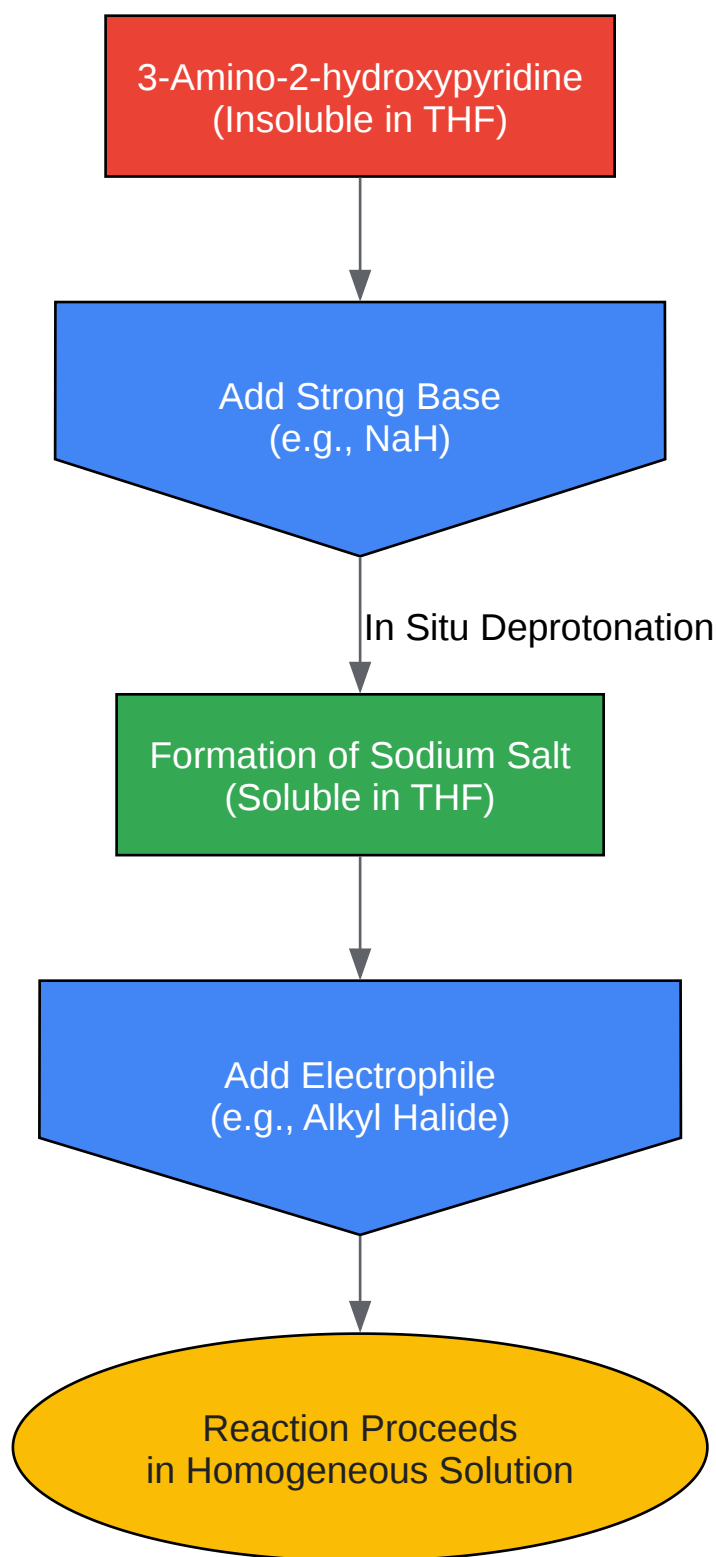 3-Amino-2-hydroxypyridine
(Insoluble in THF)
Add Strong Base
(e.g., NaH)
In Situ Deprotonation
Formation of Sodium Salt
(Soluble in THF)
Add Electrophile
(e.g., Alkyl Halide)
Reaction Proceeds
in Homogeneous Solution